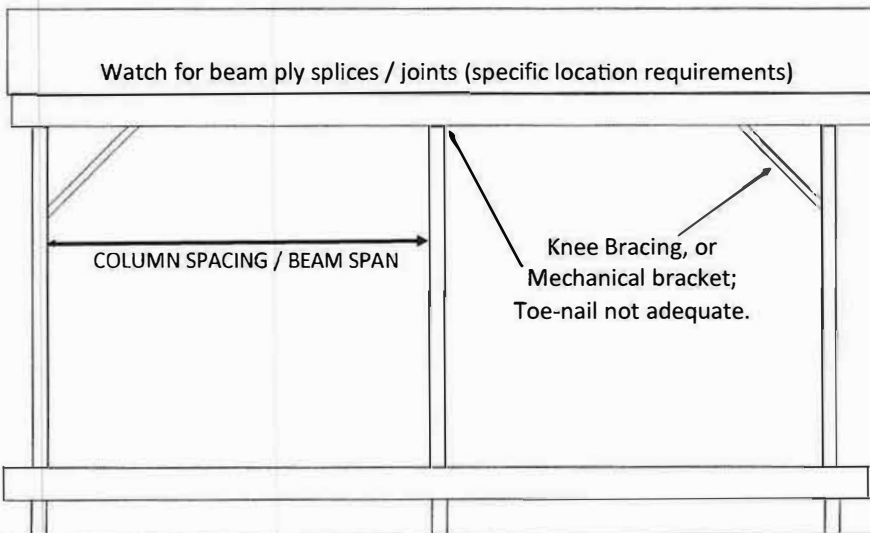 Watch for beam ply splices / joints (specific location requirements)
COLUMN SPACING / BEAM SPAN
Knee Bracing, or
Mechanical bracket;
Toe-nail not adequate.